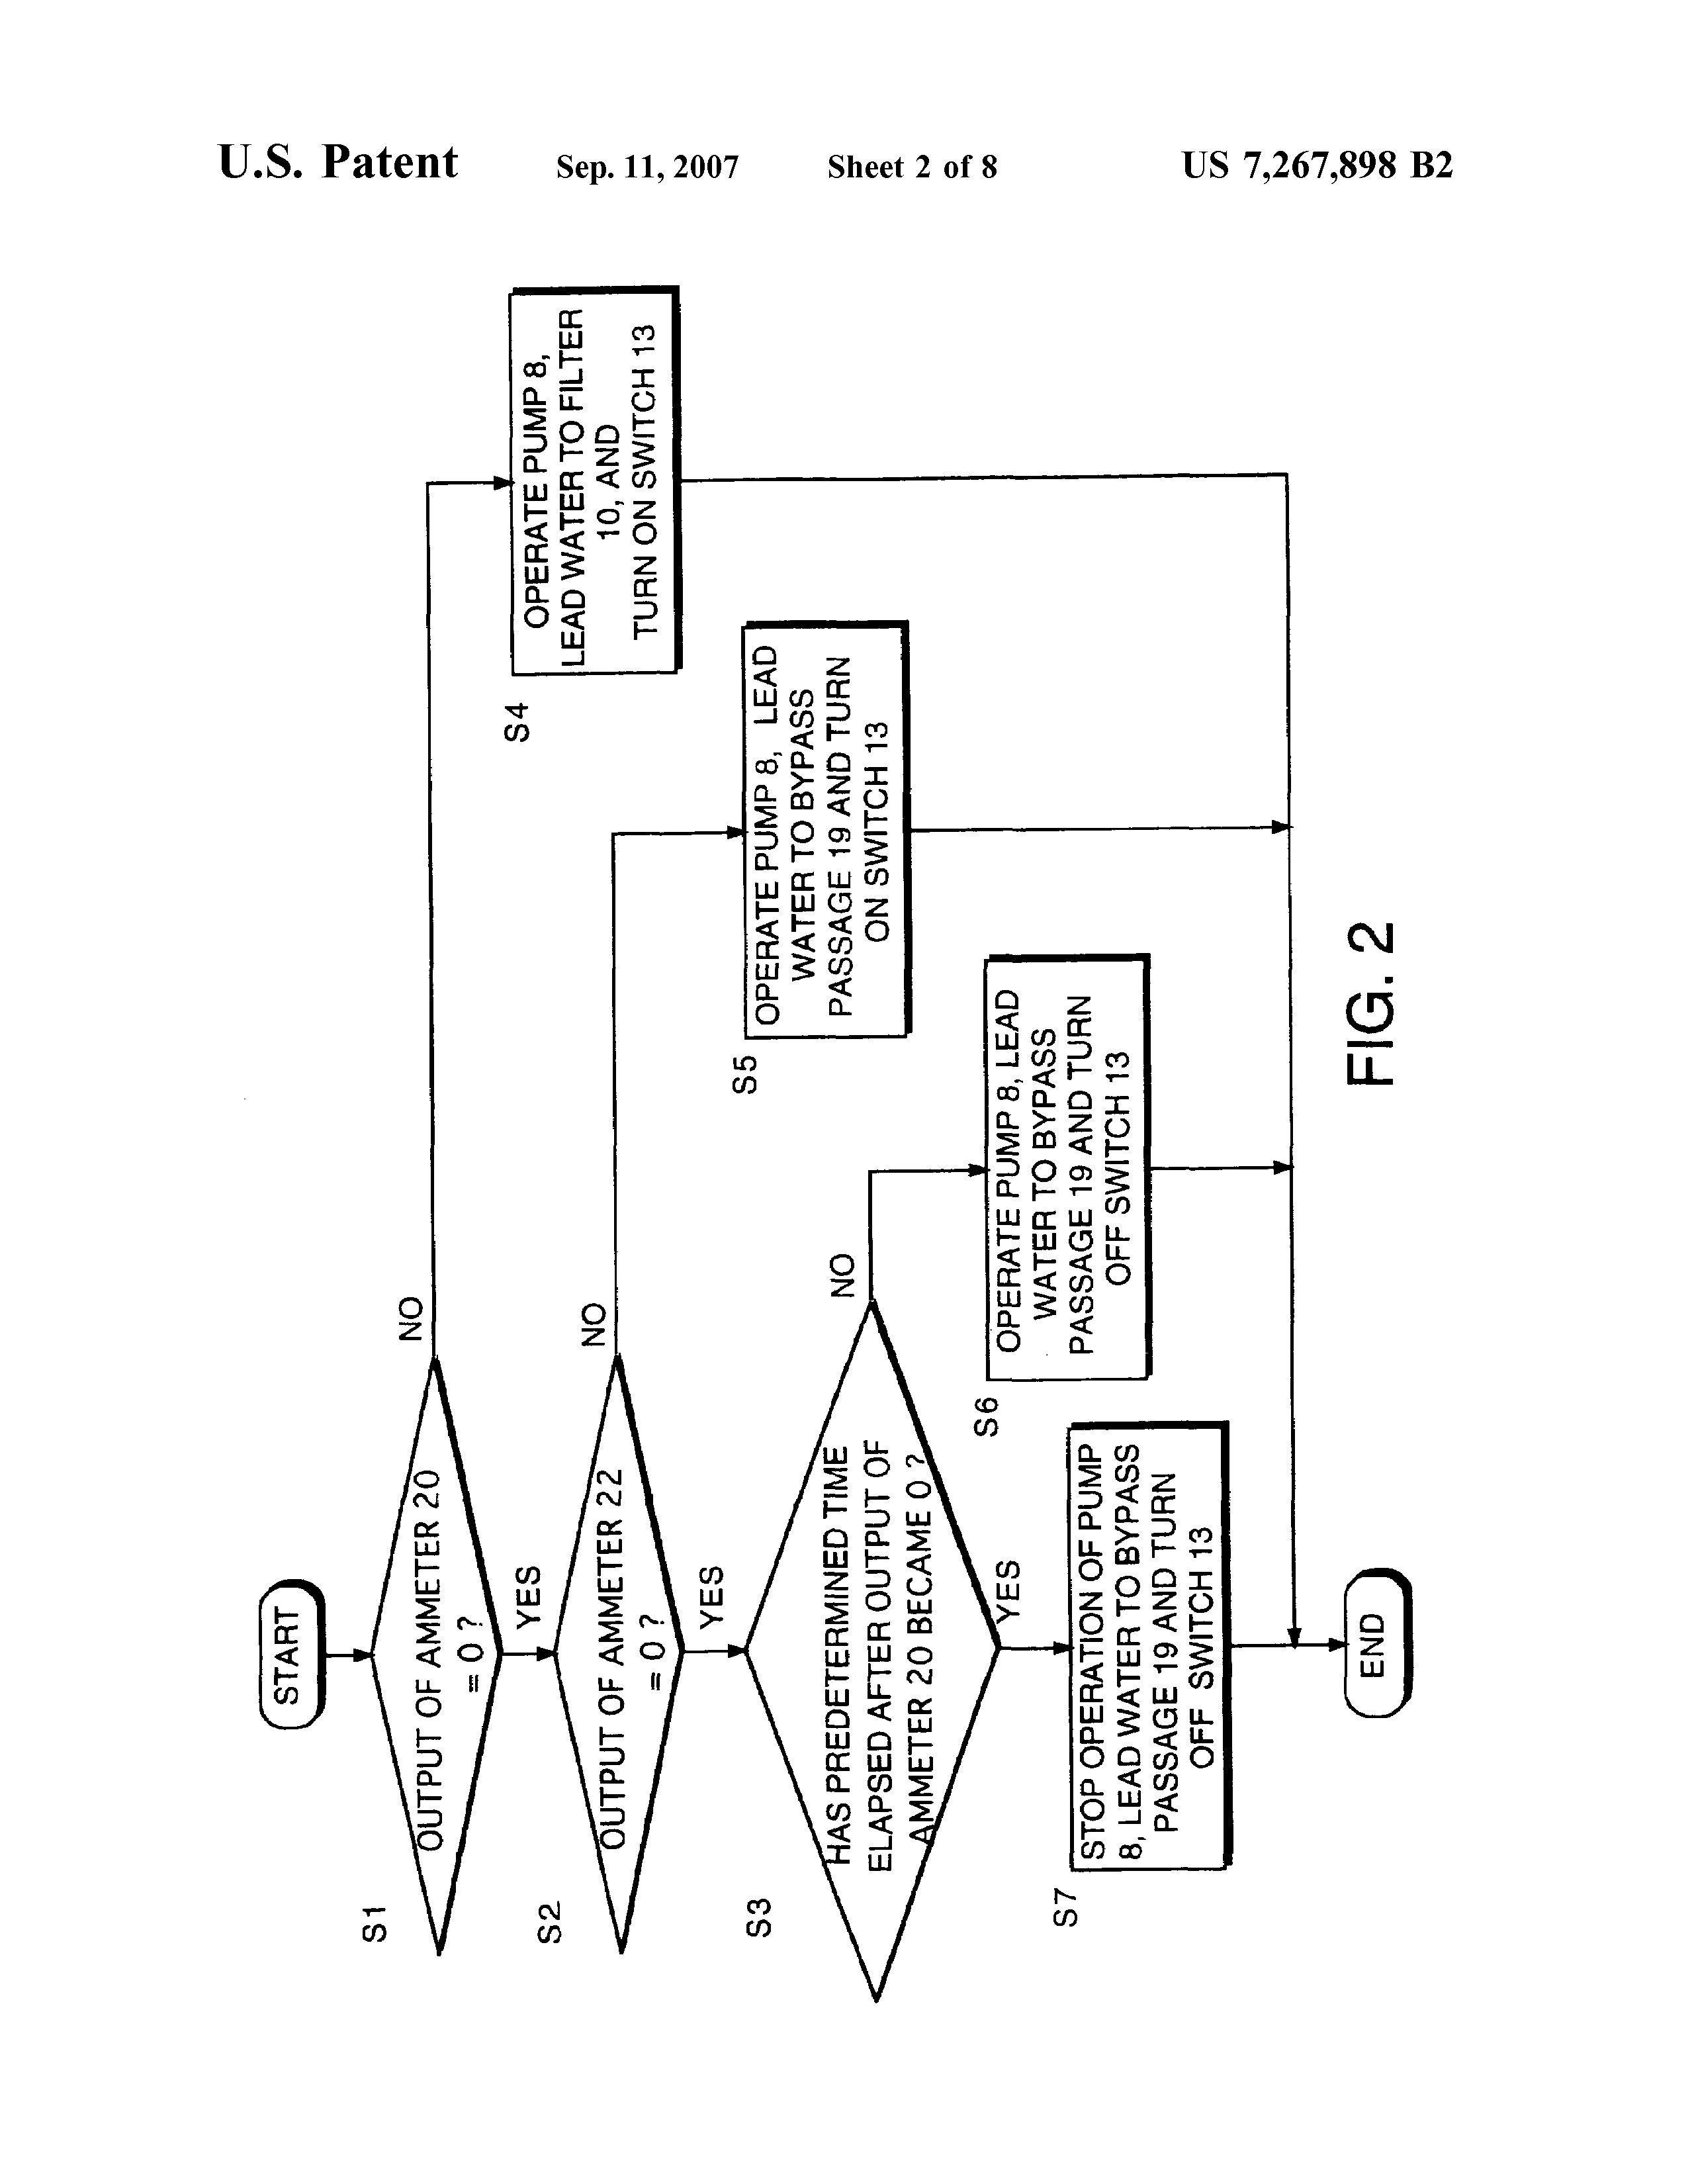 U.S. Patent Sep. 11, 2007 Sheet 2 of 8 US 7,267,898 B2
START
S1
OUTPUT OF AMMETER 20
= 0 ?
NO
YES
S4
OPERATE PUMP 8,
LEAD WATER TO FILTER
10, AND
TURN ON SWITCH 13
S2
OUTPUT OF AMMETER 22
= 0 ?
NO
YES
S5
OPERATE PUMP 8, LEAD
WATER TO BYPASS
PASSAGE 19 AND TURN
ON SWITCH 13
S3
HAS PREDETERMINED TIME
ELAPSED AFTER OUTPUT OF
AMMETER 20 BECAME 0 ?
NO
YES
S6
OPERATE PUMP 8, LEAD
WATER TO BYPASS
PASSAGE 19 AND TURN
OFF SWITCH 13
S7
STOP OPERATION OF PUMP
8, LEAD WATER TO BYPASS
PASSAGE 19 AND TURN
OFF SWITCH 13
END
FIG. 2